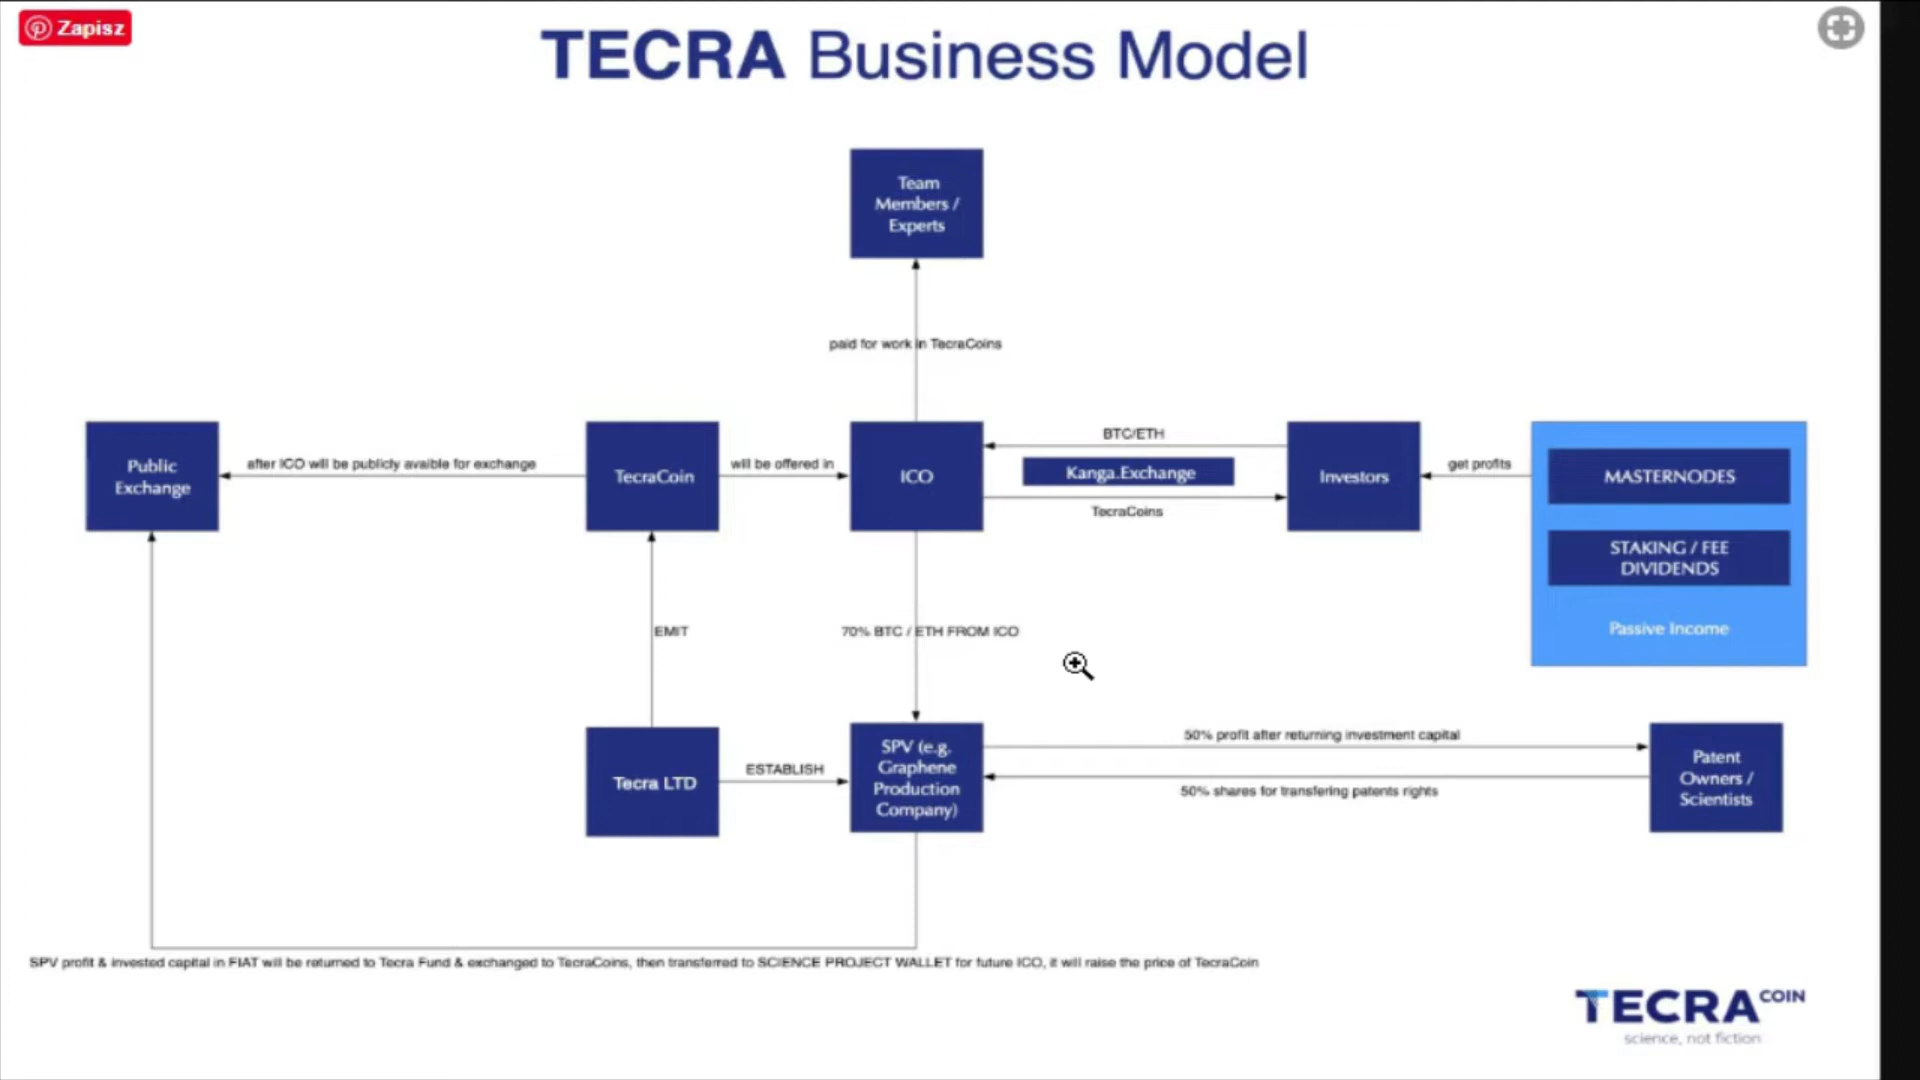 Zapisz
TECRA Business Model
Team
Members /
Experts
paid for work in TecraCoins
Public
Exchange
after ICO will be publicly avaible for exchange
TecraCoin
will be offered in
ICO
BTC/ETH
Kanga.Exchange
TecraCoins
Investors
get profits
MASTERNODES
STAKING / FEE
DIVIDENDS
Passive Income
EMIT
70% BTC / ETH FROM ICO
Tecra LTD
ESTABLISH
SPV (e.g.
Graphene
Production
Company)
50% profit after returning investment capital
50% shares for transfering patents rights
Patent
Owners /
Scientists
SPV profit & invested capital in FIAT will be returned to Tecra Fund & exchanged to TecraCoins, then transferred to SCIENCE PROJECT WALLET for future ICO, it will raise the price of TecraCoin
TECRA COIN
science, not fiction